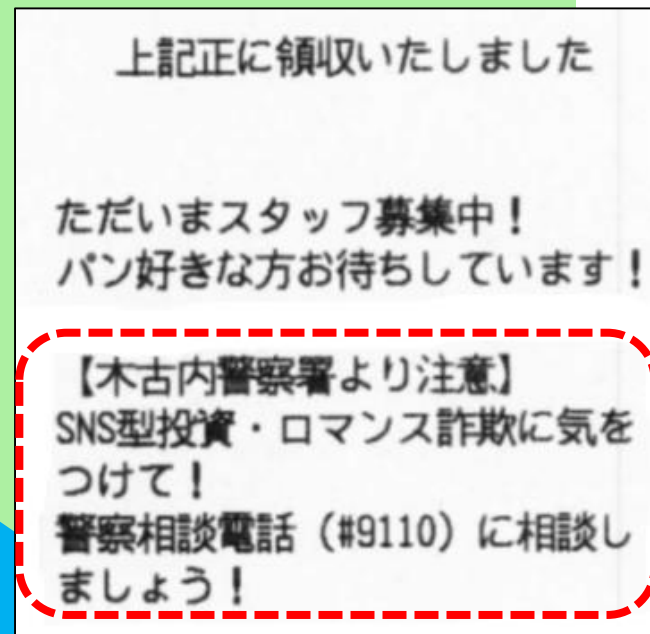 上記正に領収いたしました
ただいまスタッフ募集中！
パン好きな方お待ちしています！
【木古内警察署より注意】
SNS型投資・ロマンス詐欺に気を
つけて！
警察相談電話（#9110）に相談し
ましょう！